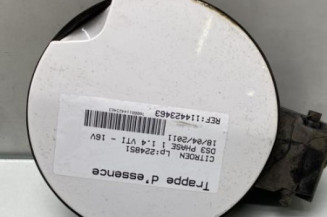 Trappe d'essence
CITROEN Lp:224851
DS3 PHASE 1 1.4 VTI - 16V
18/04/2011
REF:114423463